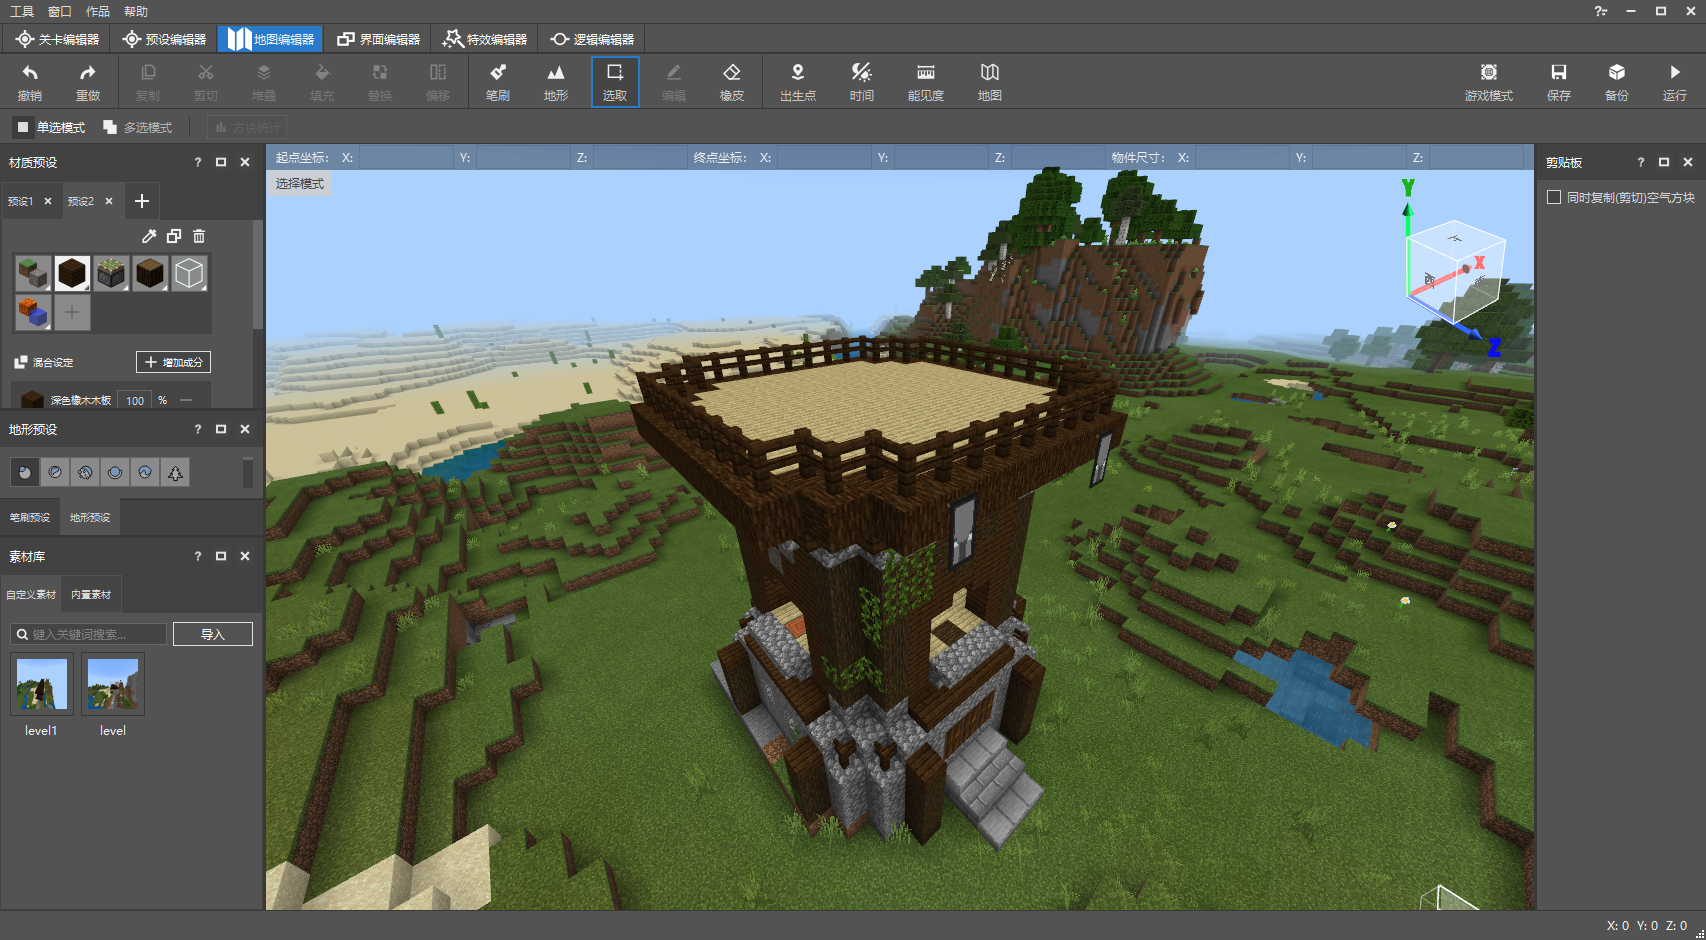 工具 窗口 作品 帮助
关卡编辑器 预设编辑器 地图编辑器 界面编辑器 特效编辑器 逻辑编辑器
撤销 重做 复制 剪切 堆叠 填充 替换 偏移 笔刷 地形 选取 编辑 橡皮 出生点 时间 能见度 地图 游戏模式 保存 备份 运行
单选模式 多选模式 方块统计
材质预设 ?
起点坐标: X: Y: Z: 终点坐标: X: Y: Z: 物件尺寸: X: Y: Z:
剪贴板 ?
选择模式
同时复制(剪切)空气方块
预设1 预设2
Y
X
Z
混合设定 增加成分
深色橡木木板 100 %
地形预设 ?
笔刷预设 地形预设
素材库 ?
自定义素材 内置素材
键入关键词搜索... 导入
level1 level
X: 0 Y: 0 Z: 0